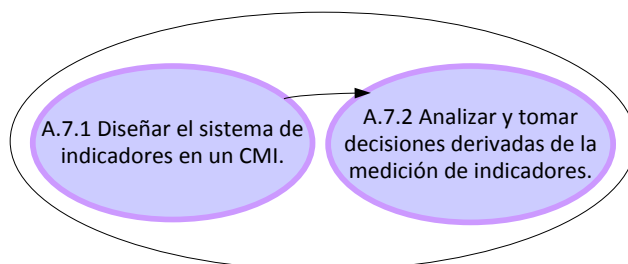 A.7.1 Diseñar el sistema de
indicadores en un CMI.
A.7.2 Analizar y tomar
decisiones derivadas de la
medición de indicadores.